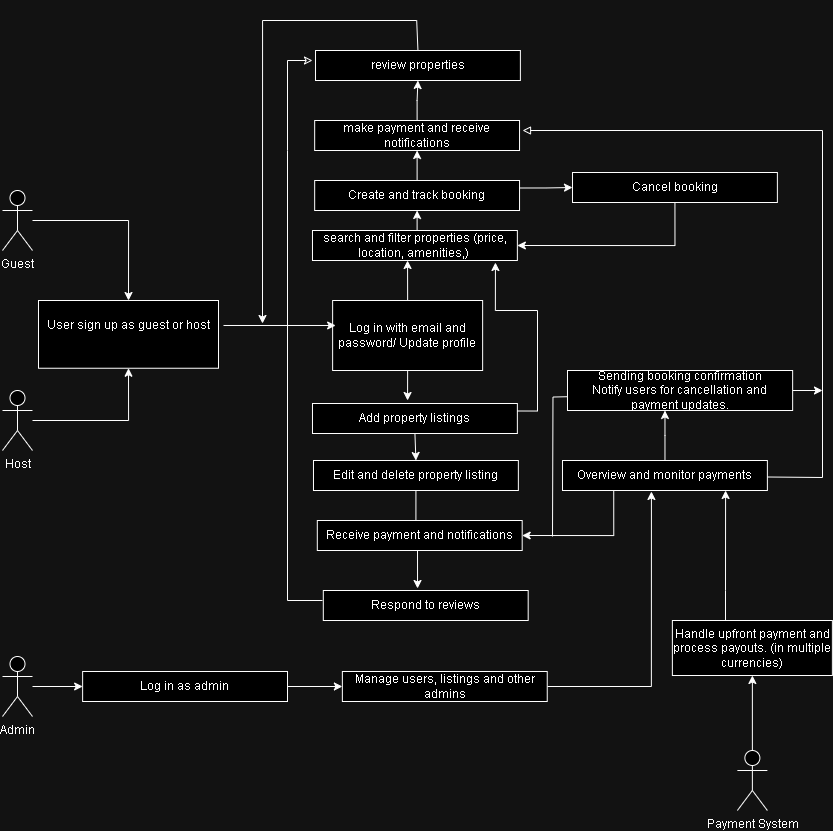 review properties
make payment and receive
notifications
Create and track booking
Cancel booking
search and filter properties (price,
location, amenities,)
Guest
User sign up as guest or host
Log in with email and
password/ Update profile
Sending booking confirmation
Notify users for cancellation and
payment updates.
Add property listings
Host
Edit and delete property listing
Overview and monitor payments
Receive payment and notifications
Respond to reviews
Handle upfront payment and
process payouts. (in multiple
currencies)
Log in as admin
Manage users, listings and other
admins
Admin
Payment System